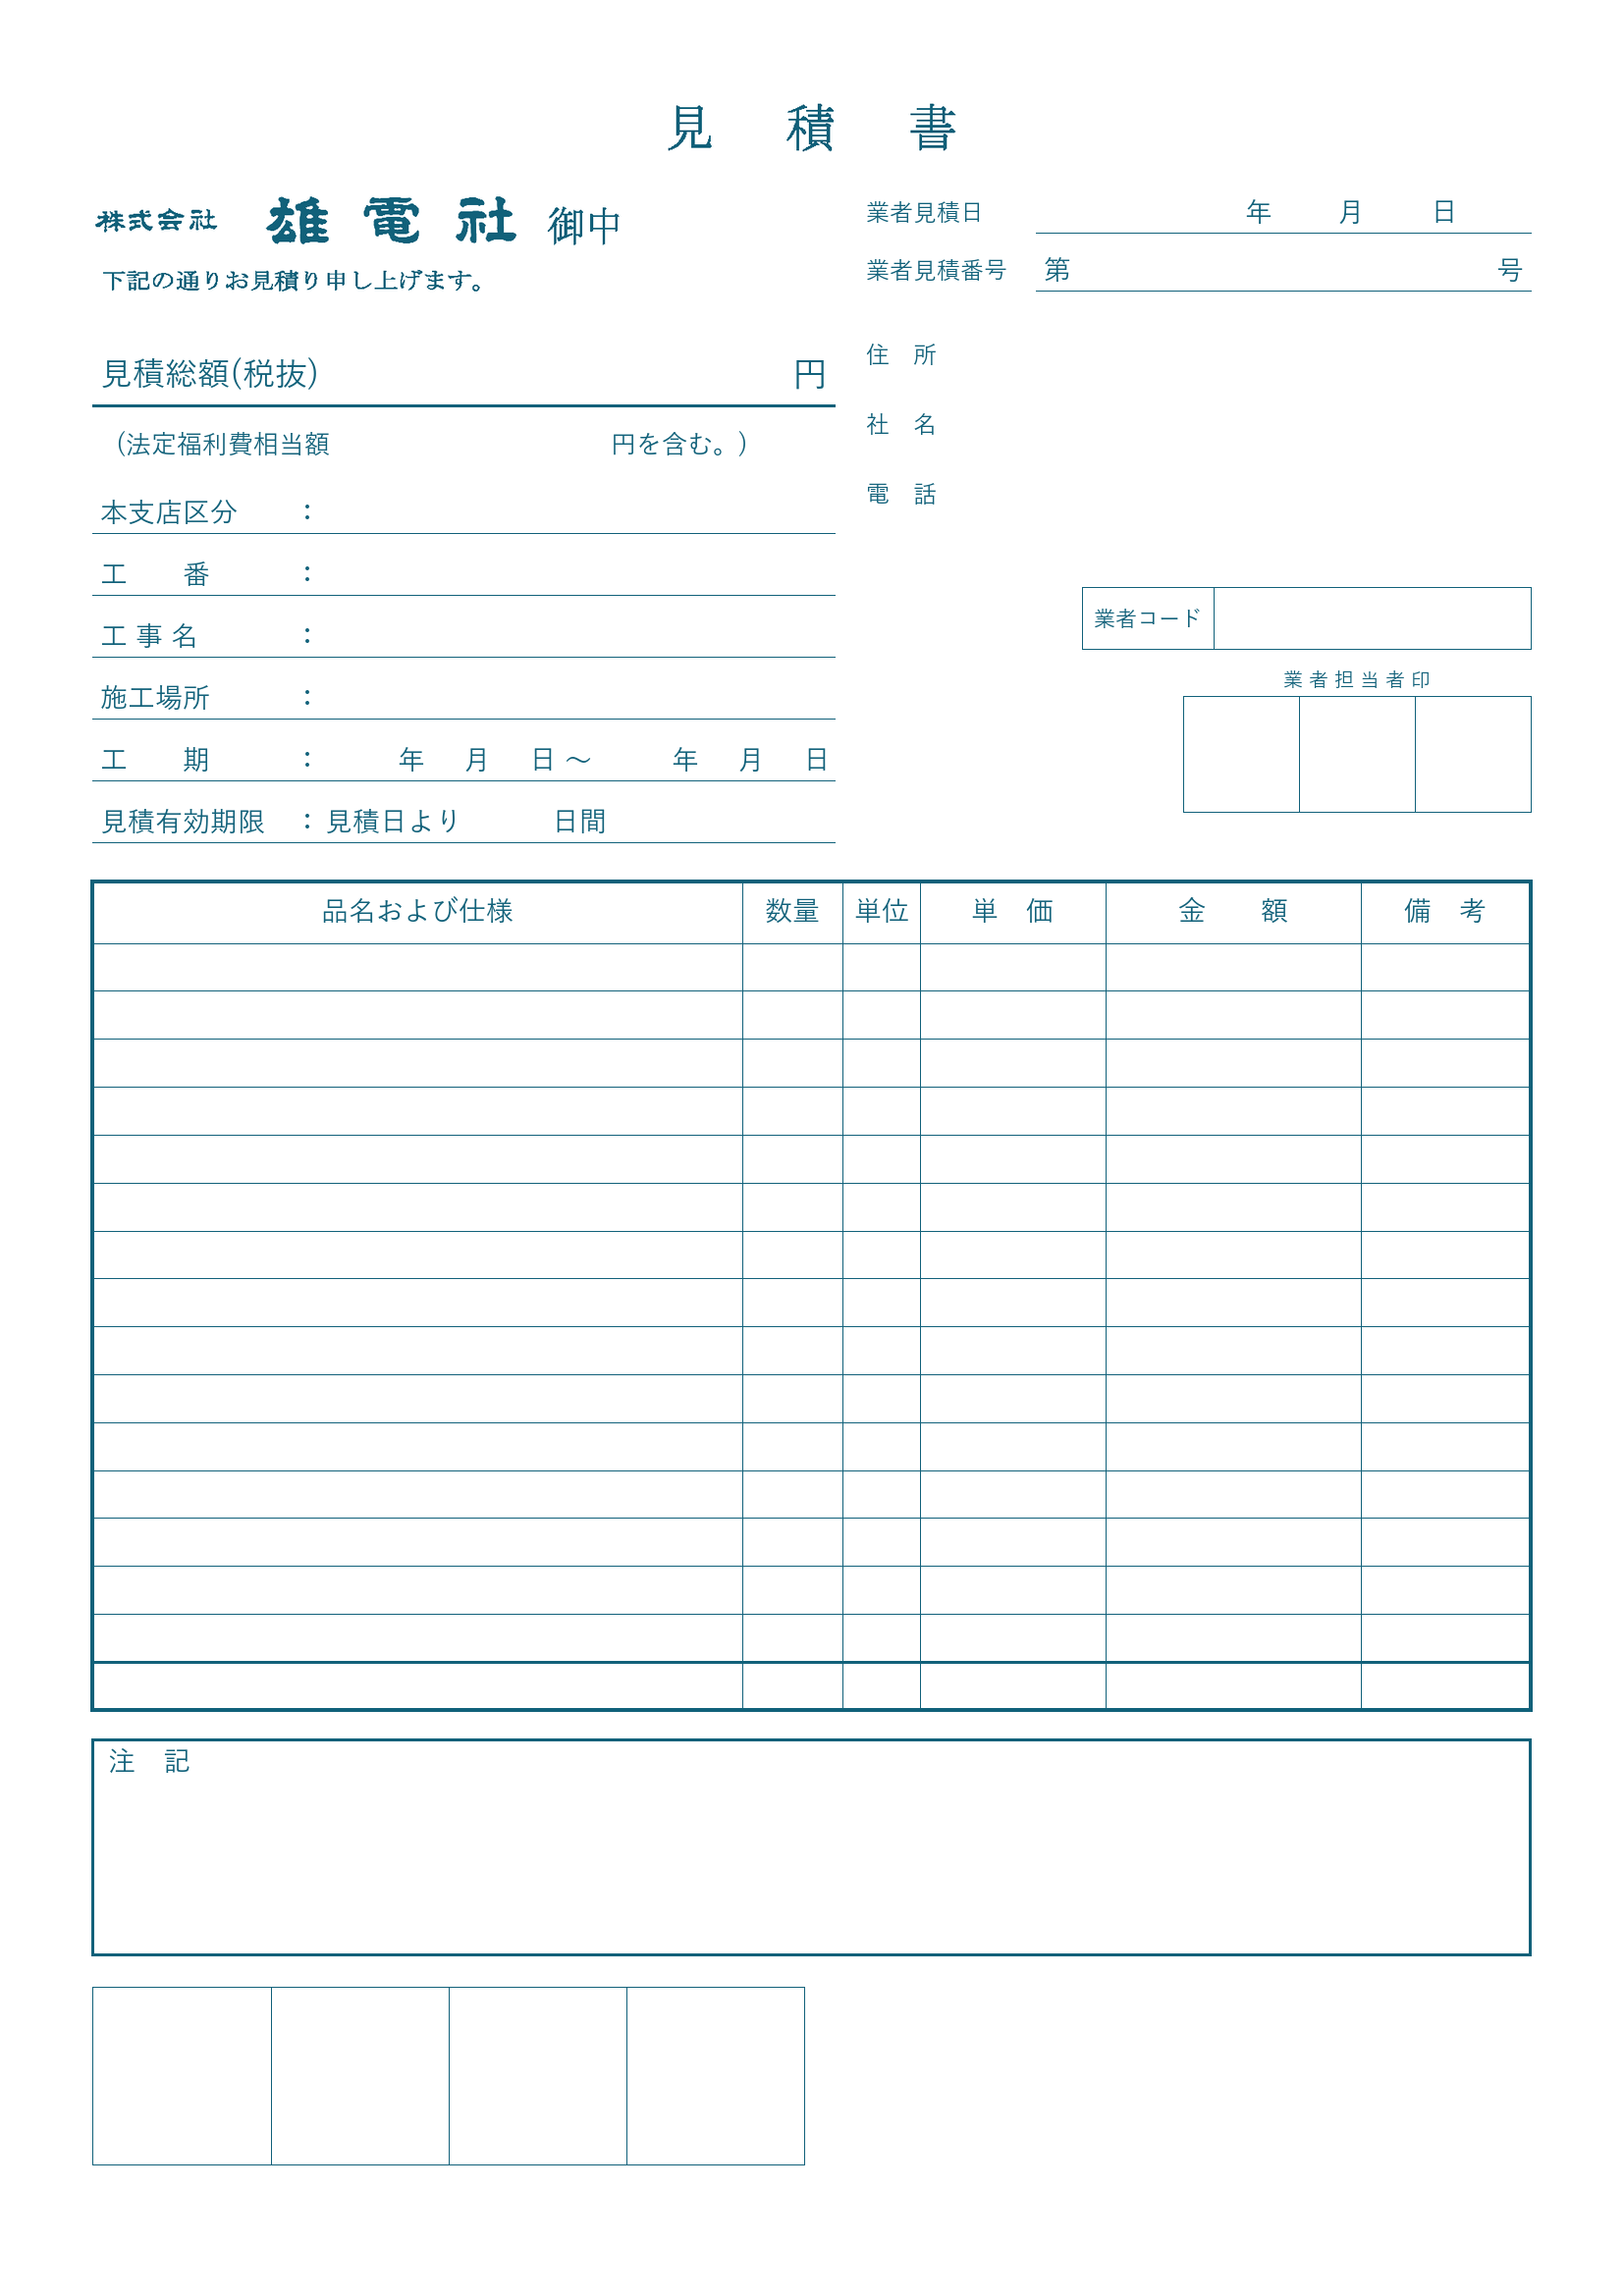 見　積　書
株式会社　雄電社 御中
下記の通りお見積り申し上げます。
業者見積日　　　年　　月　　日
業者見積番号　第　　　号
見積総額(税抜)　　　円
（法定福利費相当額　　　円を含む。）
本支店区分　：
工　　番　：
工 事 名　：
施工場所　：
工　　期　：　　年　月　日 ～　　年　月　日
見積有効期限　： 見積日より　　　日間
住　所
社　名
電　話
業者コード
業者担当者印
品名および仕様　数量　単位　単　価　金　　額　備　考
注　記